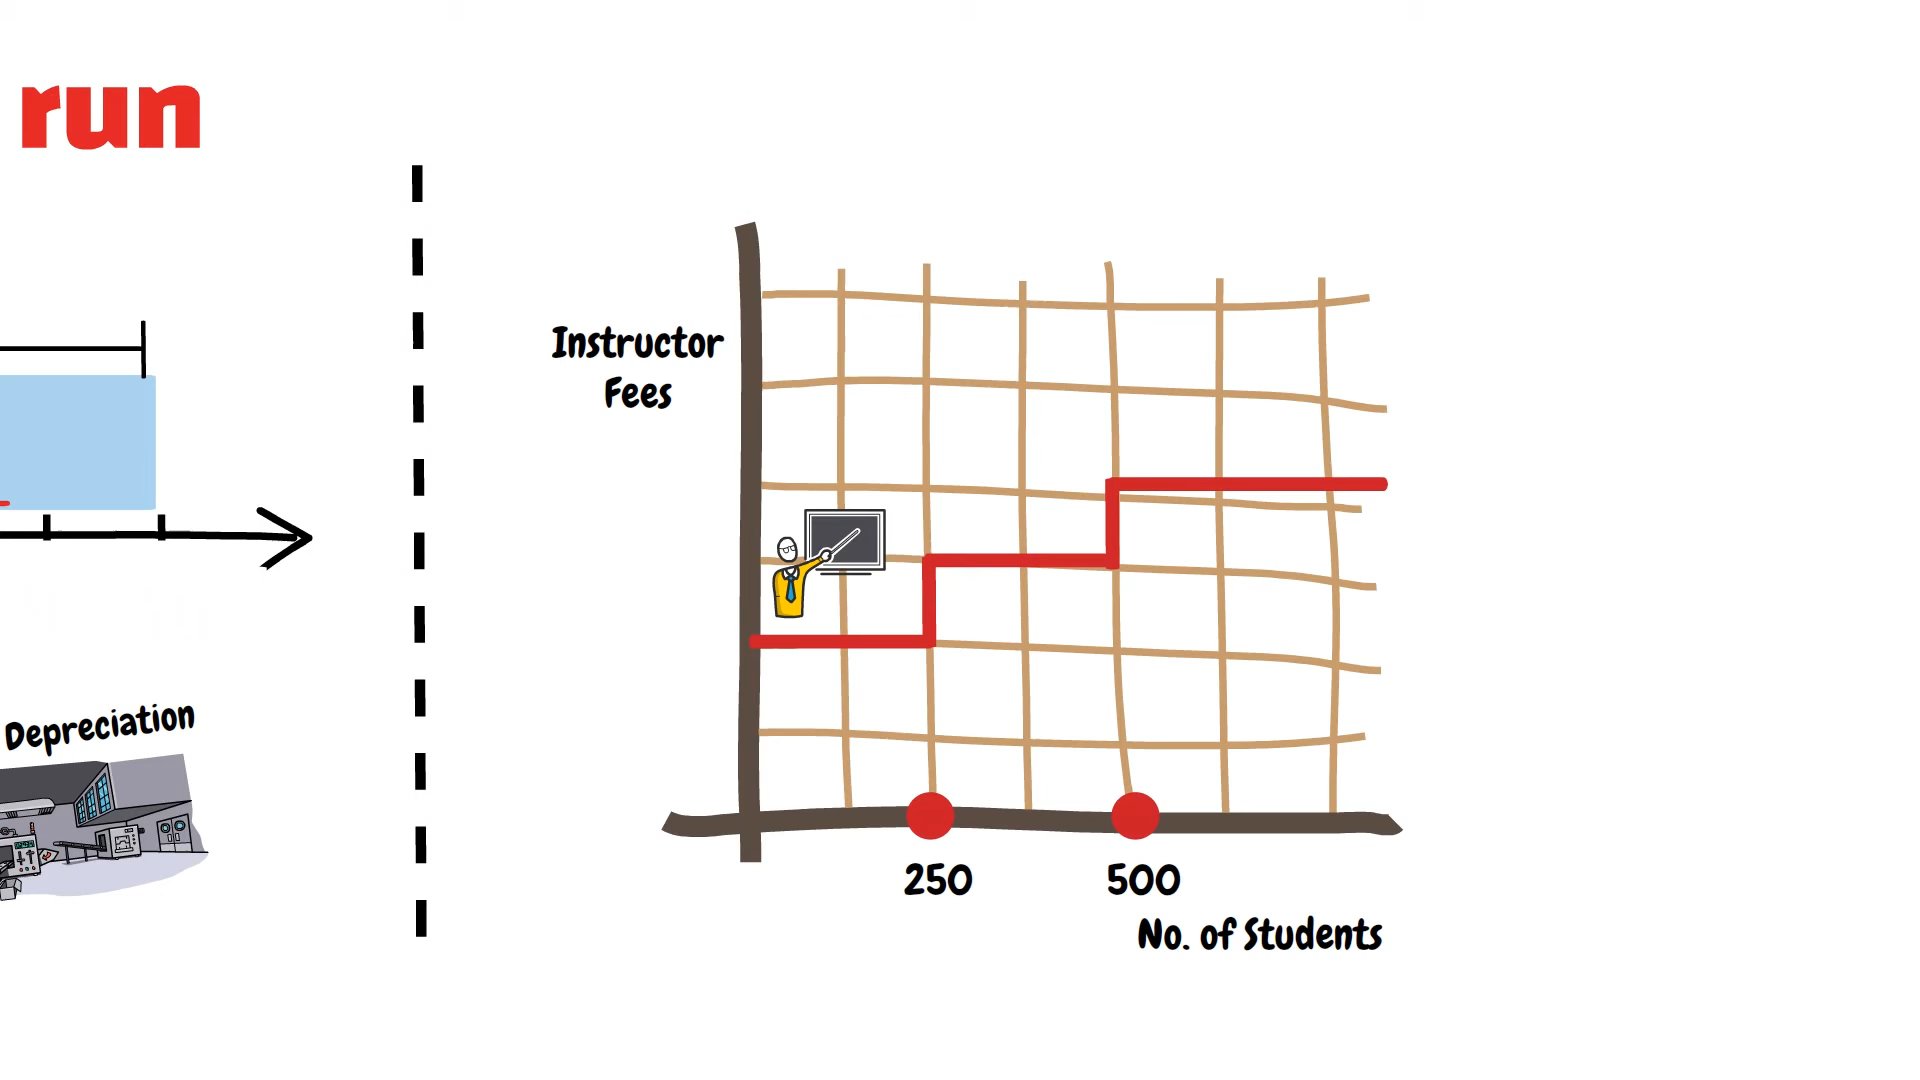 run
Instructor
Fees
Depreciation
250
500
No. of Students